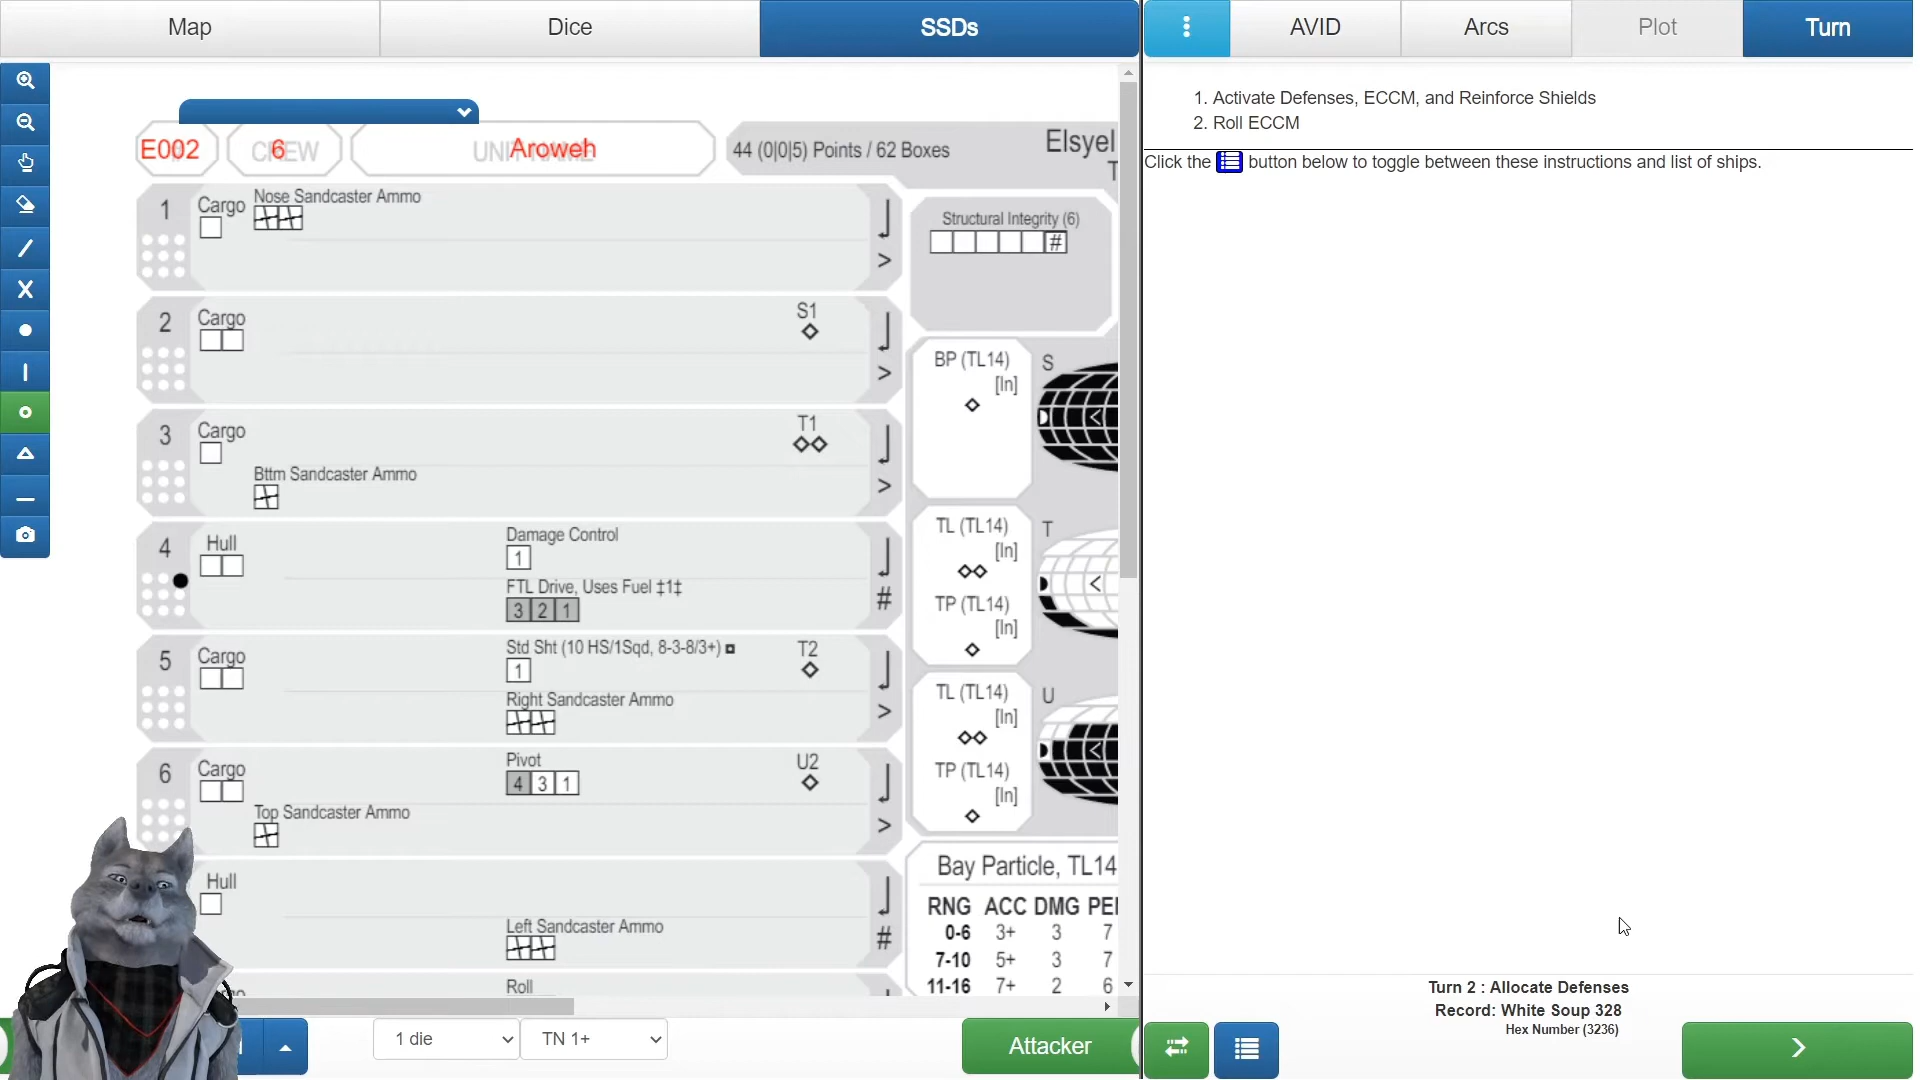 Map
Dice
SSDs
AVID
Arcs
Plot
Turn
E002
6
Aroweh
44 (0|0|5) Points / 62 Boxes
Elsyel
T
1. Activate Defenses, ECCM, and Reinforce Shields
2. Roll ECCM
Click the button below to toggle between these instructions and list of ships.
1
Cargo
Nose Sandcaster Ammo
>
Structural Integrity (6)
#
2
Cargo
S1
>
BP (TL14)
[In]
S
<
3
Cargo
T1
Bttm Sandcaster Ammo
>
4
Hull
Damage Control
1
FTL Drive, Uses Fuel ‡1‡
3 2 1
#
TL (TL14)
[In]
TP (TL14)
[In]
T
<
5
Cargo
Std Sht (10 HS/1Sqd, 8-3-8/3+)
1
T2
Right Sandcaster Ammo
>
TL (TL14)
[In]
TP (TL14)
[In]
U
<
6
Cargo
Pivot
4 3 1
U2
Top Sandcaster Ammo
>
Hull
Left Sandcaster Ammo
#
Roll
Bay Particle, TL14
RNG ACC DMG PE
0-6 3+ 3 7
7-10 5+ 3 7
11-16 7+ 2 6
1 die
TN 1+
Attacker
Turn 2 : Allocate Defenses
Record: White Soup 328
Hex Number (3236)
>